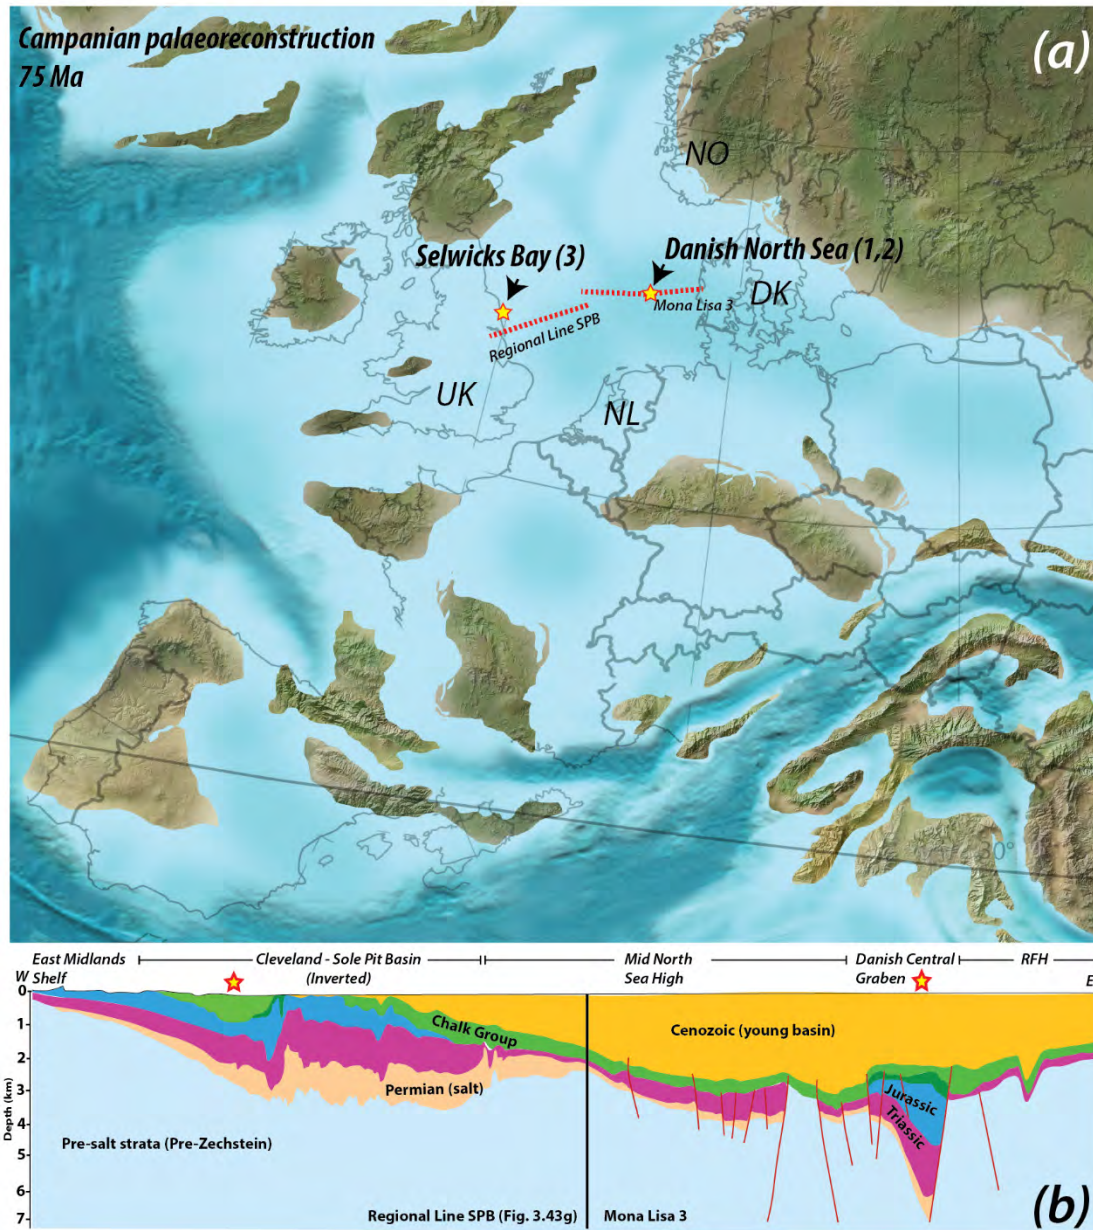 Campanian palaeoreconstruction
75 Ma
(a)
NO
Selwicks Bay (3)
Danish North Sea (1,2)
DK
Mona Lisa 3
Regional Line SPB
UK
NL
East Midlands
Shelf
Cleveland - Sole Pit Basin
(Inverted)
Mid North
Sea High
Danish Central
Graben
RFH
W
E
0
1
2
3
4
5
6
7
Depth (km)
Chalk Group
Cenozoic (young basin)
Permian (salt)
Jurassic
Triassic
Pre-salt strata (Pre-Zechstein)
Regional Line SPB (Fig. 3.43g)
Mona Lisa 3
(b)